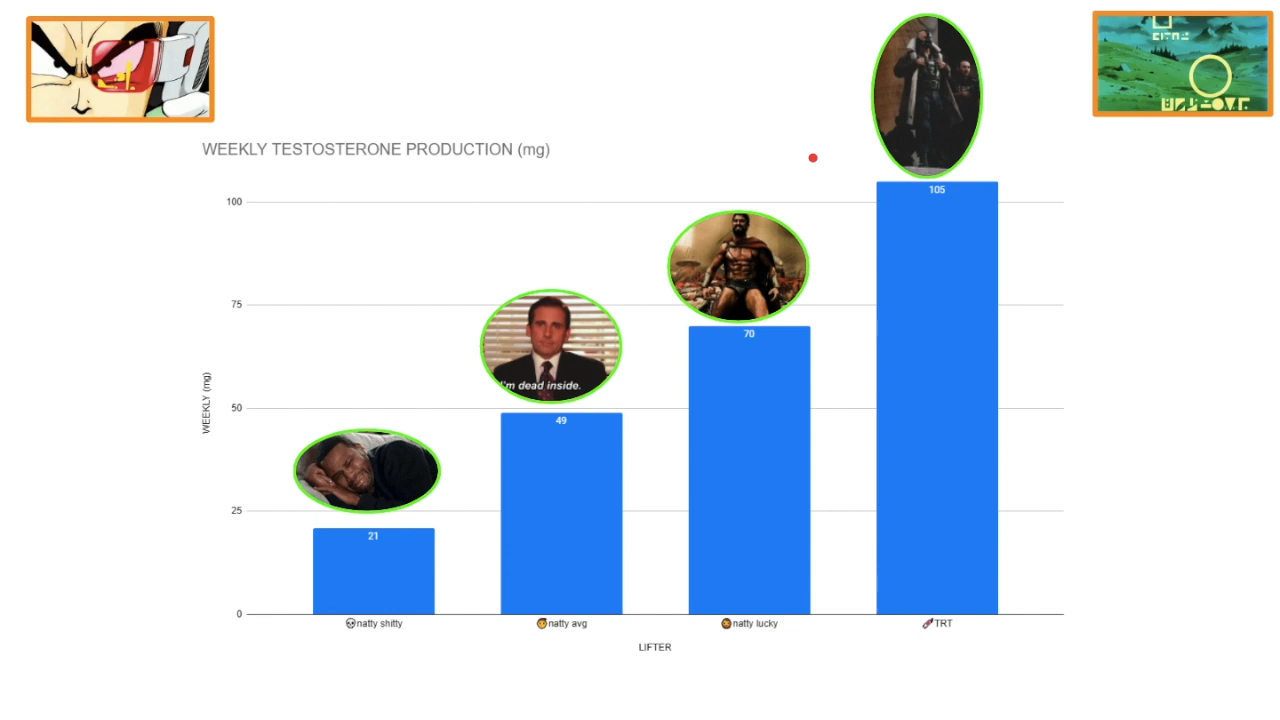 WEEKLY TESTOSTERONE PRODUCTION (mg)
105
100
75
70
I'm dead inside.
WEEKLY (mg)
50
49
25
21
0
💀natty shitty
natty avg
natty lucky
TRT
LIFTER